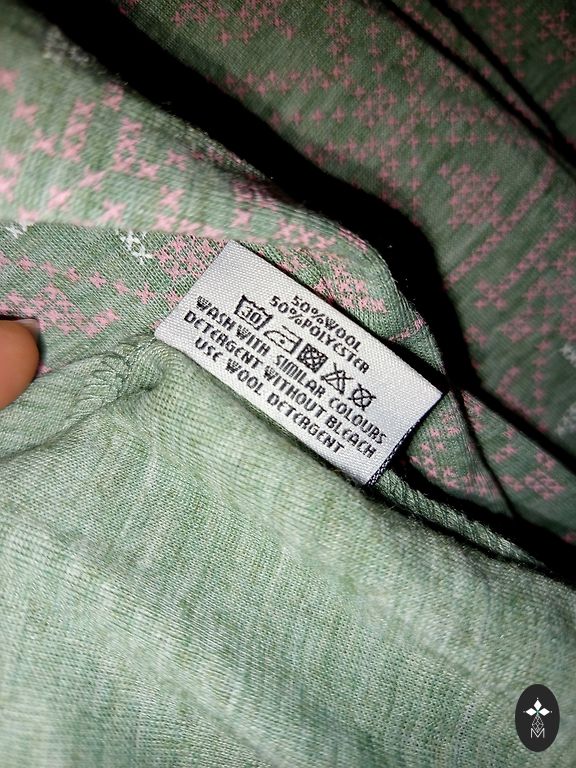 50%WOOL
50%POLYESTER
30
WASH WITH SIMILAR COLOURS
DETERGENT WITHOUT BLEACH
USE WOOL DETERGENT
M